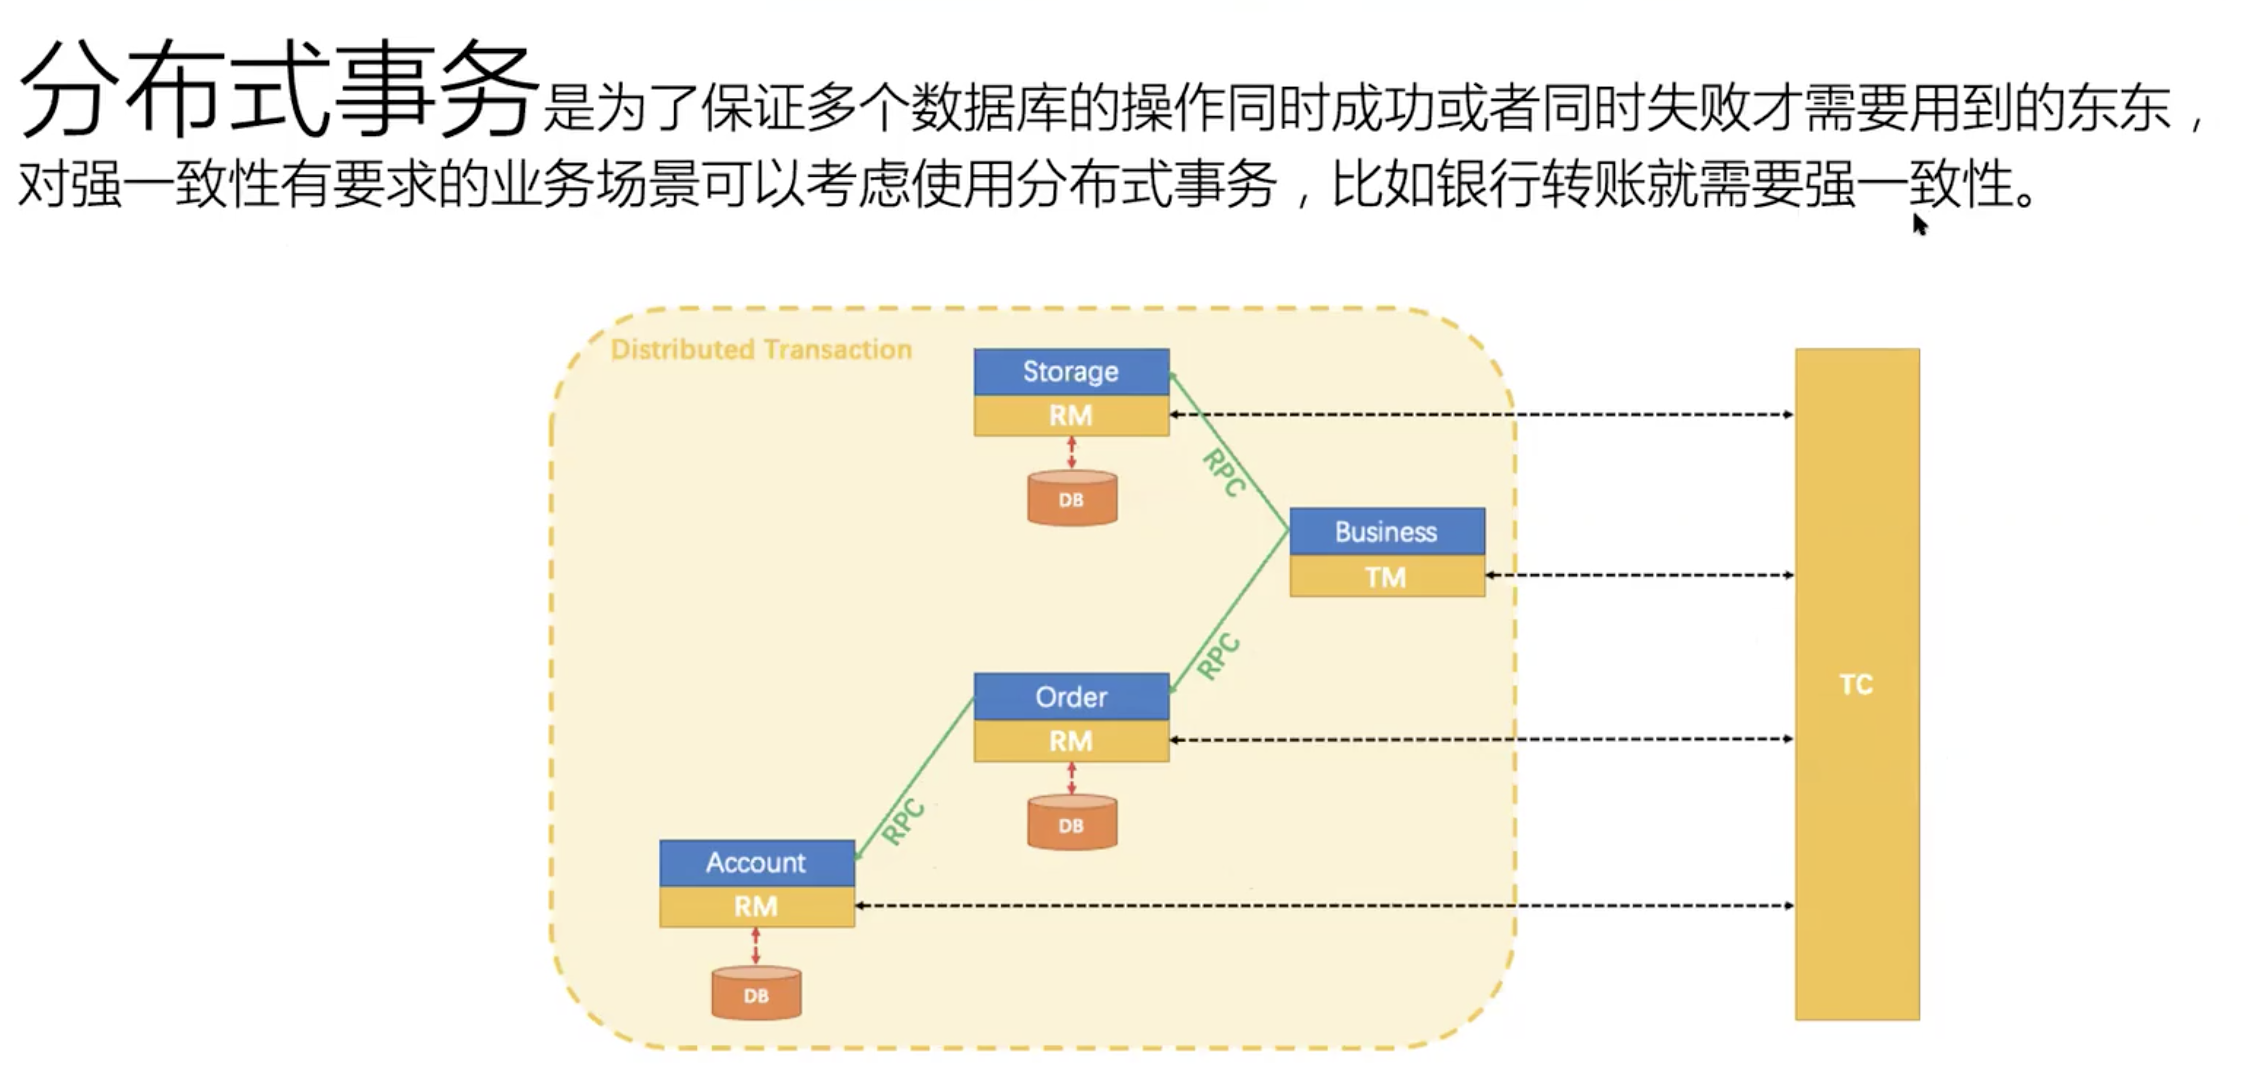 分布式事务是为了保证多个数据库的操作同时成功或者同时失败才需要用到的东东，
对强一致性有要求的业务场景可以考虑使用分布式事务，比如银行转账就需要强一致性。
Distributed Transaction
Storage
RM
DB
RPC
Business
TM
RPC
Order
RM
DB
RPC
Account
RM
DB
TC